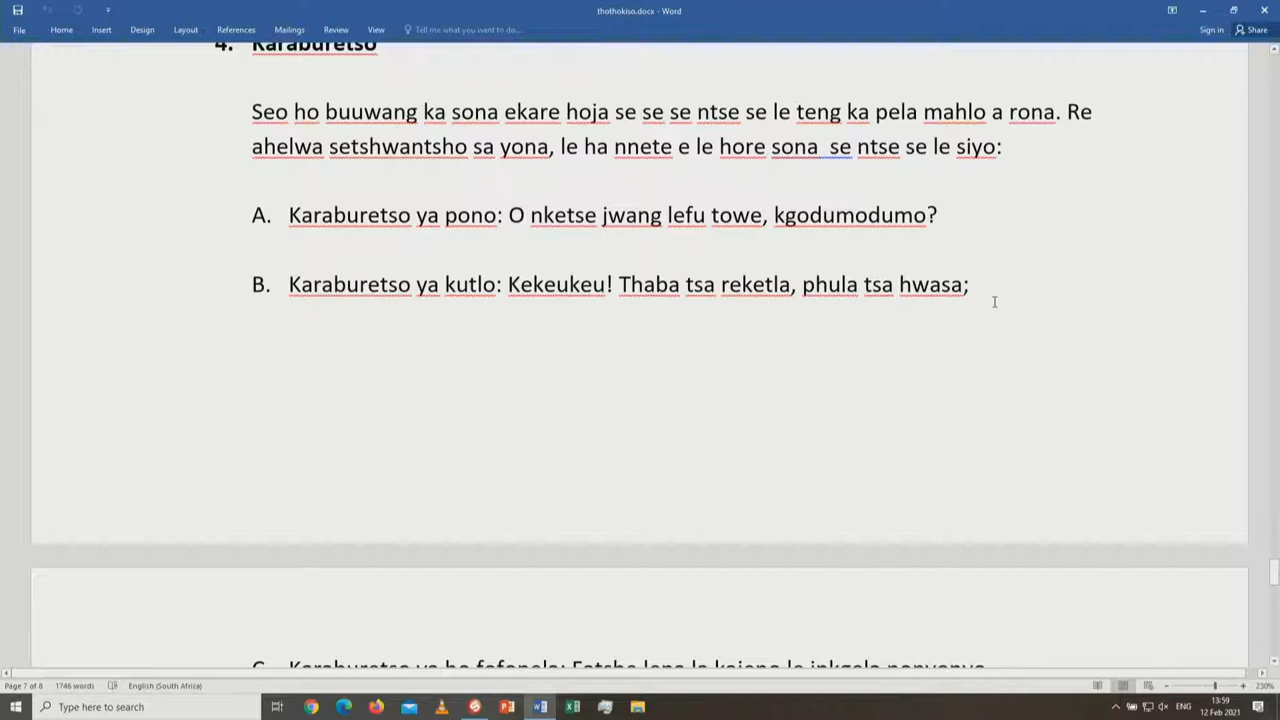 thothokiso.docx - Word
File Home Insert Design Layout References Mailings Review View Tell me what you want to do... Sign in Share
4. Karaburetso
Seo ho buuwang ka sona ekare hoja se se se ntse se le teng ka pela mahlo a rona. Re
ahelwa setshwantsho sa yona, le ha nnete e le hore sona se ntse se le siyo:
A. Karaburetso ya pono: O nketse jwang lefu towe, kgodumodumo?
B. Karaburetso ya kutlo: Kekeukeu! Thaba tsa reketla, phula tsa hwasa;
C. Karaburetso ya ho
Page 7 of 8 1746 words English (South Africa) 230%
Type here to search ENG 13:59
12 Feb 2021